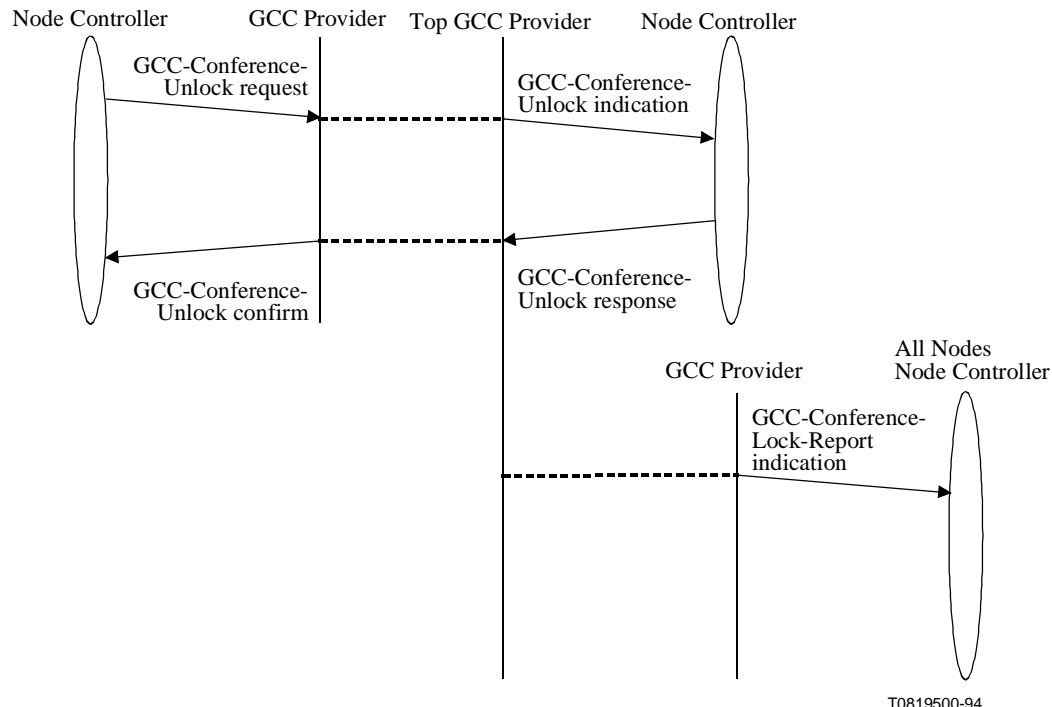 Node Controller
GCC Provider
Top GCC Provider
Node Controller
GCC-Conference-
Unlock request
GCC-Conference-
Unlock indication
GCC-Conference-
Unlock confirm
GCC-Conference-
Unlock response
All Nodes
Node Controller
GCC Provider
GCC-Conference-
Lock-Report
indication
T0819500-94